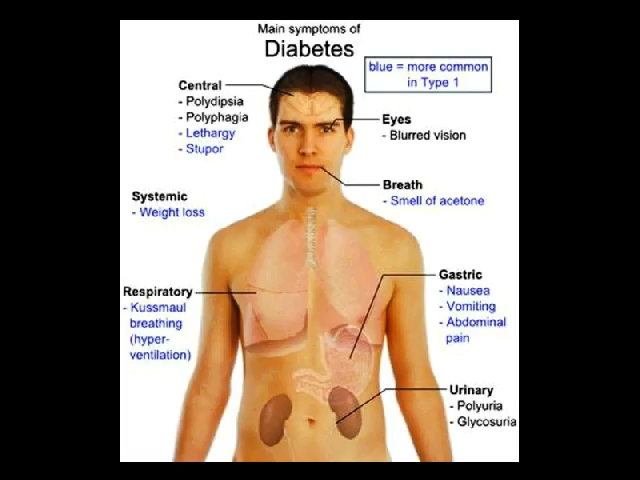 Main symptoms of
Diabetes
blue = more common
in Type 1
Central
- Polydipsia
- Polyphagia
- Lethargy
- Stupor
Eyes
- Blurred vision
Breath
- Smell of acetone
Systemic
- Weight loss
Respiratory
- Kussmaul
breathing
(hyper-
ventilation)
Gastric
- Nausea
- Vomiting
- Abdominal
pain
Urinary
- Polyuria
- Glycosuria